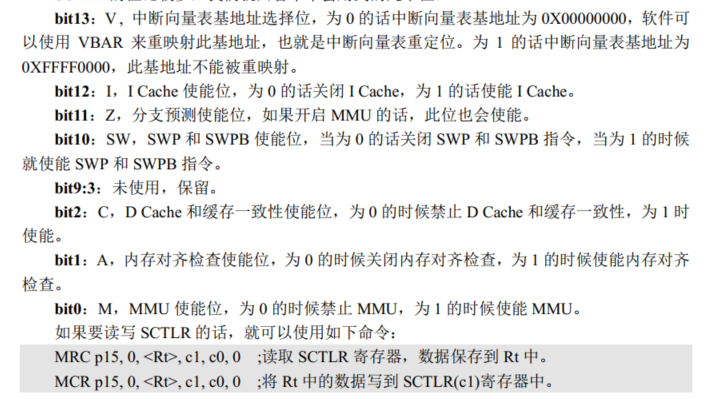 bit13：V，中断向量表基地址选择位，为 0 的话中断向量表基地址为 0X00000000，软件可
以使用 VBAR 来重映射此基地址，也就是中断向量表重定位。为 1 的话中断向量表基地址为
0XFFFF0000，此基地址不能被重映射。
bit12：I，I Cache 使能位，为 0 的话关闭 I Cache，为 1 的话使能 I Cache。
bit11：Z，分支预测使能位，如果开启 MMU 的话，此位也会使能。
bit10：SW，SWP 和 SWPB 使能位，当为 0 的话关闭 SWP 和 SWPB 指令，当为 1 的时候
就使能 SWP 和 SWPB 指令。
bit9:3：未使用，保留。
bit2：C，D Cache 和缓存一致性使能位，为 0 的时候禁止 D Cache 和缓存一致性，为 1 时
使能。
bit1：A，内存对齐检查使能位，为 0 的时候关闭内存对齐检查，为 1 的时候使能内存对齐
检查。
bit0：M，MMU 使能位，为 0 的时候禁止 MMU，为 1 的时候使能 MMU。
如果要读写 SCTLR 的话，就可以使用如下命令：
MRC p15, 0, <Rt>, c1, c0, 0 ;读取 SCTLR 寄存器，数据保存到 Rt 中。
MCR p15, 0, <Rt>, c1, c0, 0 ;将 Rt 中的数据写到 SCTLR(c1)寄存器中。